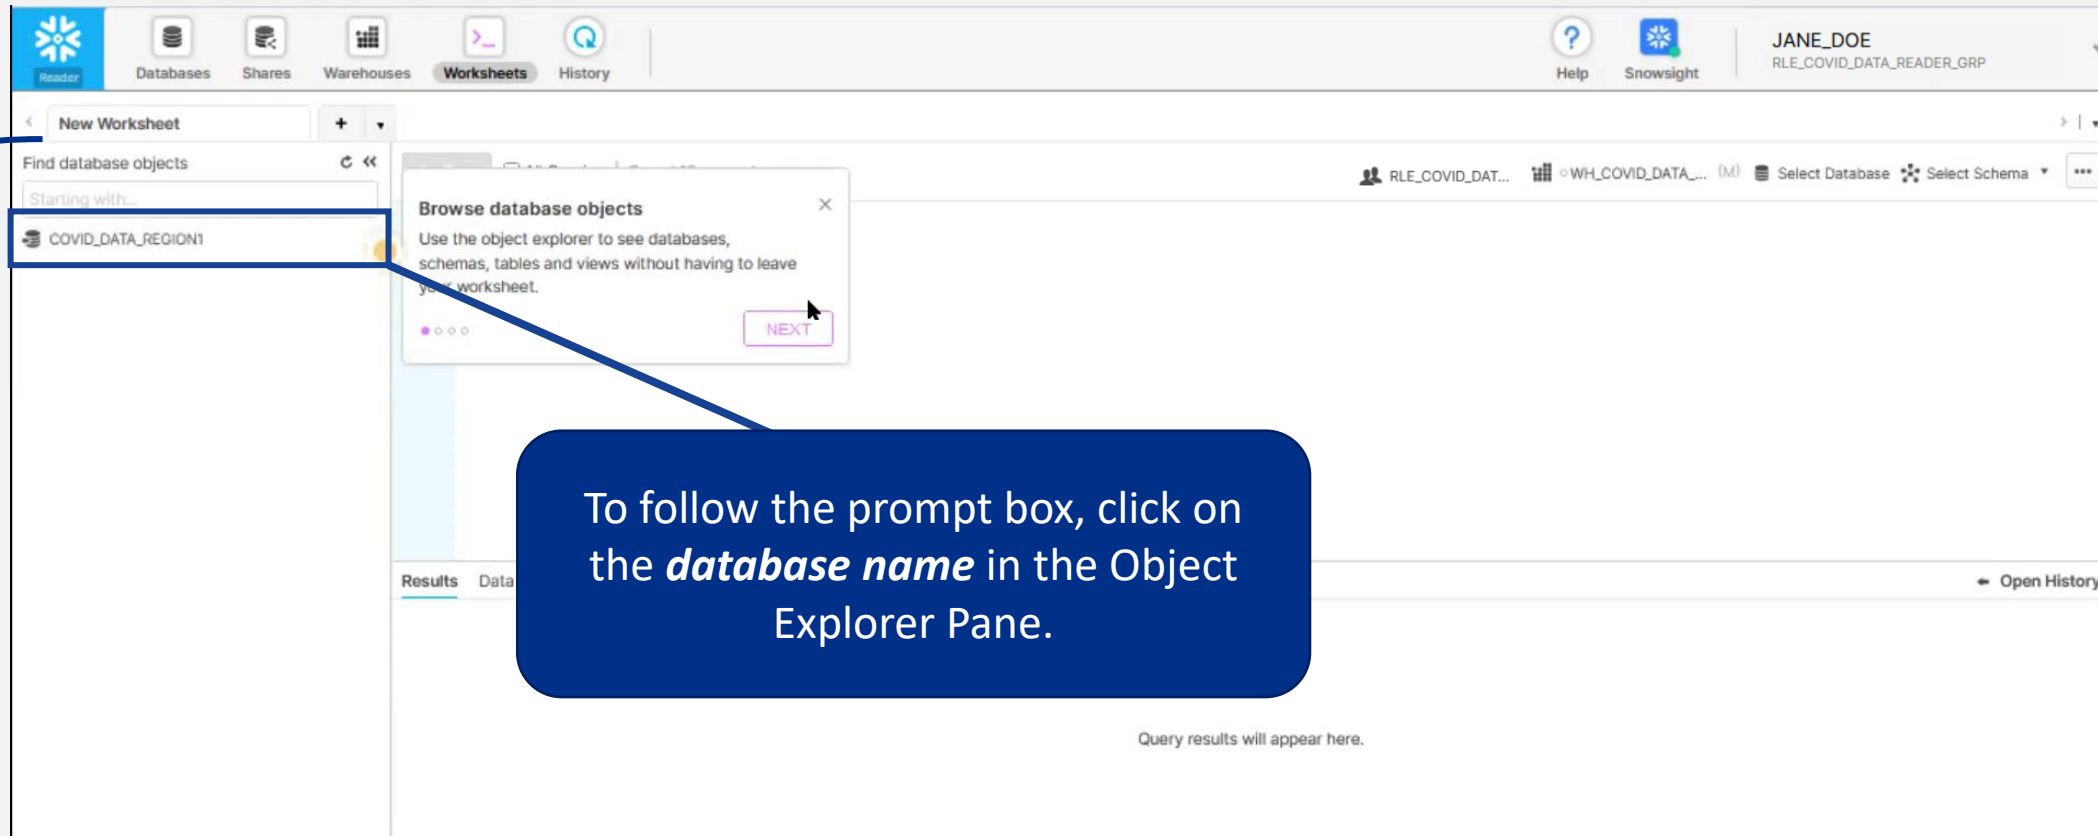 Reader
Databases
Shares
Warehouses
Worksheets
History
Help
Snowsight
JANE_DOE
RLE_COVID_DATA_READER_GRP
New Worksheet
Find database objects
Starting with...
COVID_DATA_REGION1
RLE_COVID_DAT...
WH_COVID_DATA_... (M)
Select Database
Select Schema
Browse database objects
Use the object explorer to see databases,
schemas, tables and views without having to leave
your worksheet.
NEXT
To follow the prompt box, click on
the database name in the Object
Explorer Pane.
Results Data
Open History
Query results will appear here.